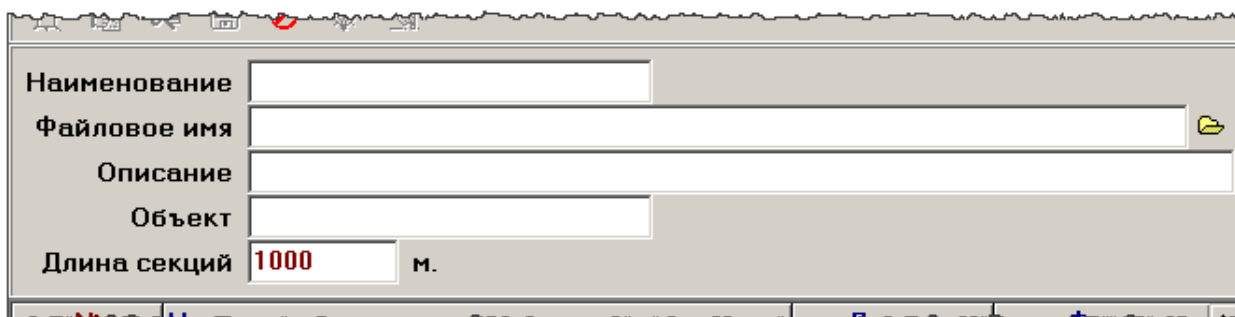 Наименование
Файловое имя
Описание
Объект
Длина секций 1000 м.